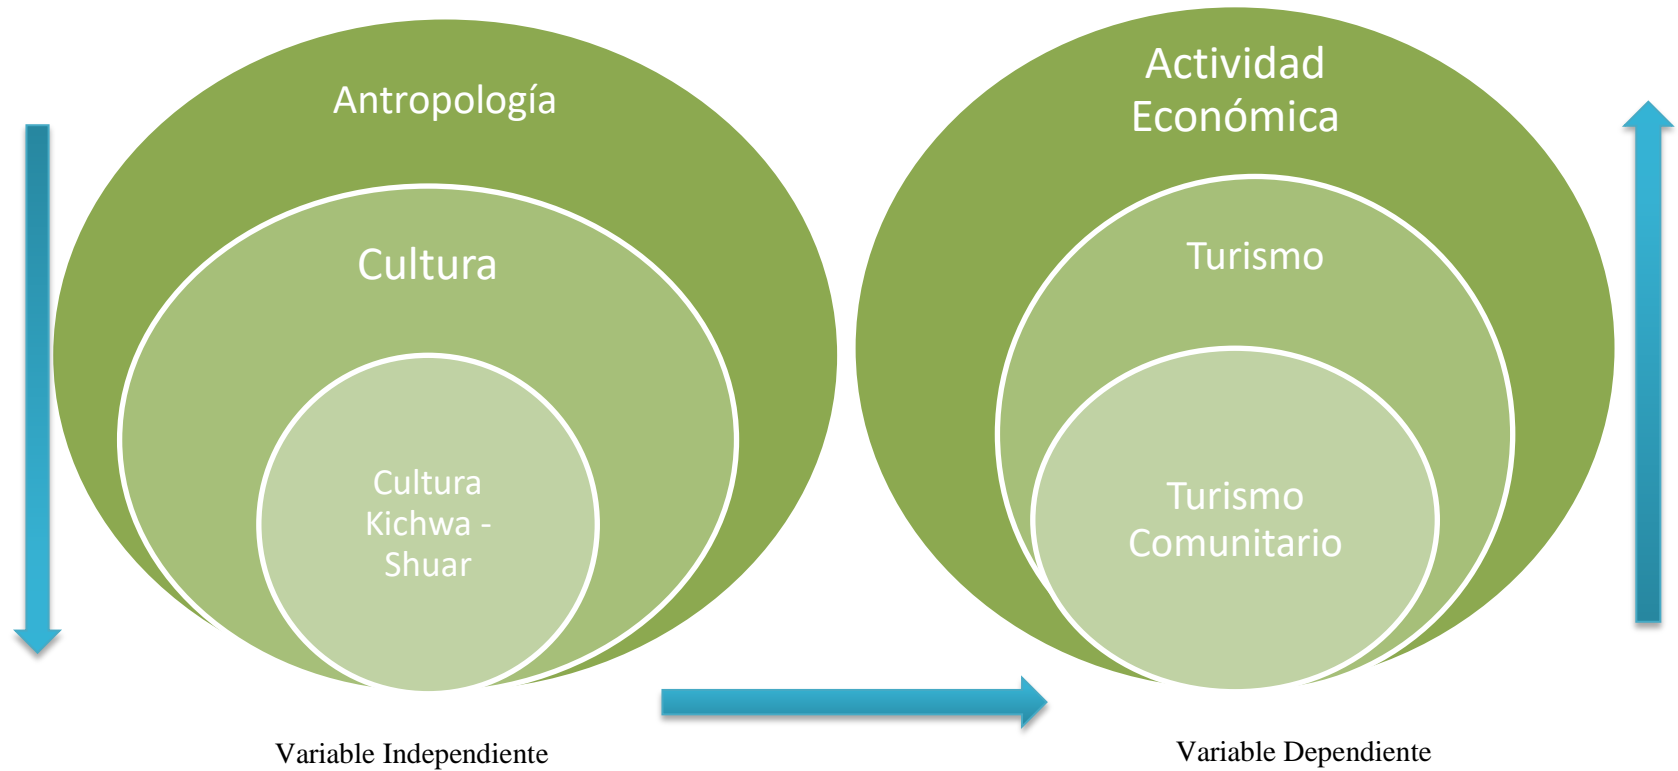 Antropología
Cultura
Cultura
Kichwa -
Shuar
Variable Independiente
Actividad
Económica
Turismo
Turismo
Comunitario
Variable Dependiente